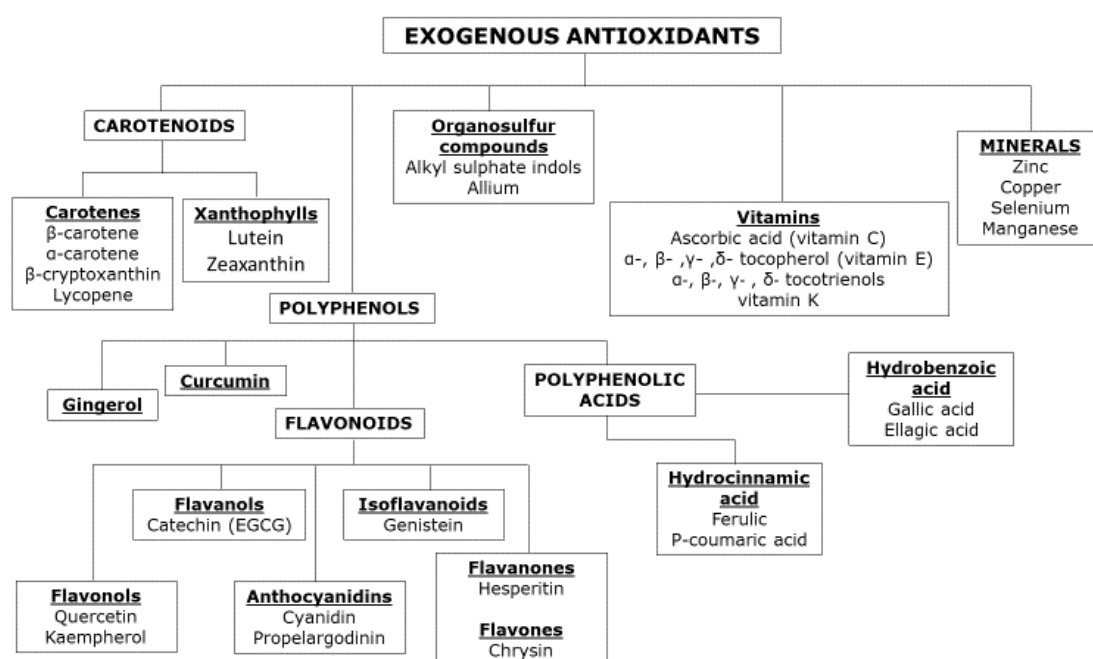 EXOGENOUS ANTIOXIDANTS
CAROTENOIDS
Carotenes
β-carotene
α-carotene
β-cryptoxanthin
Lycopene
Xanthophylls
Lutein
Zeaxanthin
Organosulfur
compounds
Alkyl sulphate indols
Allium
Vitamins
Ascorbic acid (vitamin C)
α-, β- ,γ- ,δ- tocopherol (vitamin E)
α-, β-, γ- , δ- tocotrienols
vitamin K
MINERALS
Zinc
Copper
Selenium
Manganese
POLYPHENOLS
Gingerol
Curcumin
FLAVONOIDS
POLYPHENOLIC
ACIDS
Hydrobenzoic
acid
Gallic acid
Ellagic acid
Hydrocinnamic
acid
Ferulic
P-coumaric acid
Flavonols
Quercetin
Kaempherol
Flavanols
Catechin (EGCG)
Anthocyanidins
Cyanidin
Propelargodinin
Isoflavanoids
Genistein
Flavanones
Hesperitin
Flavones
Chrysin